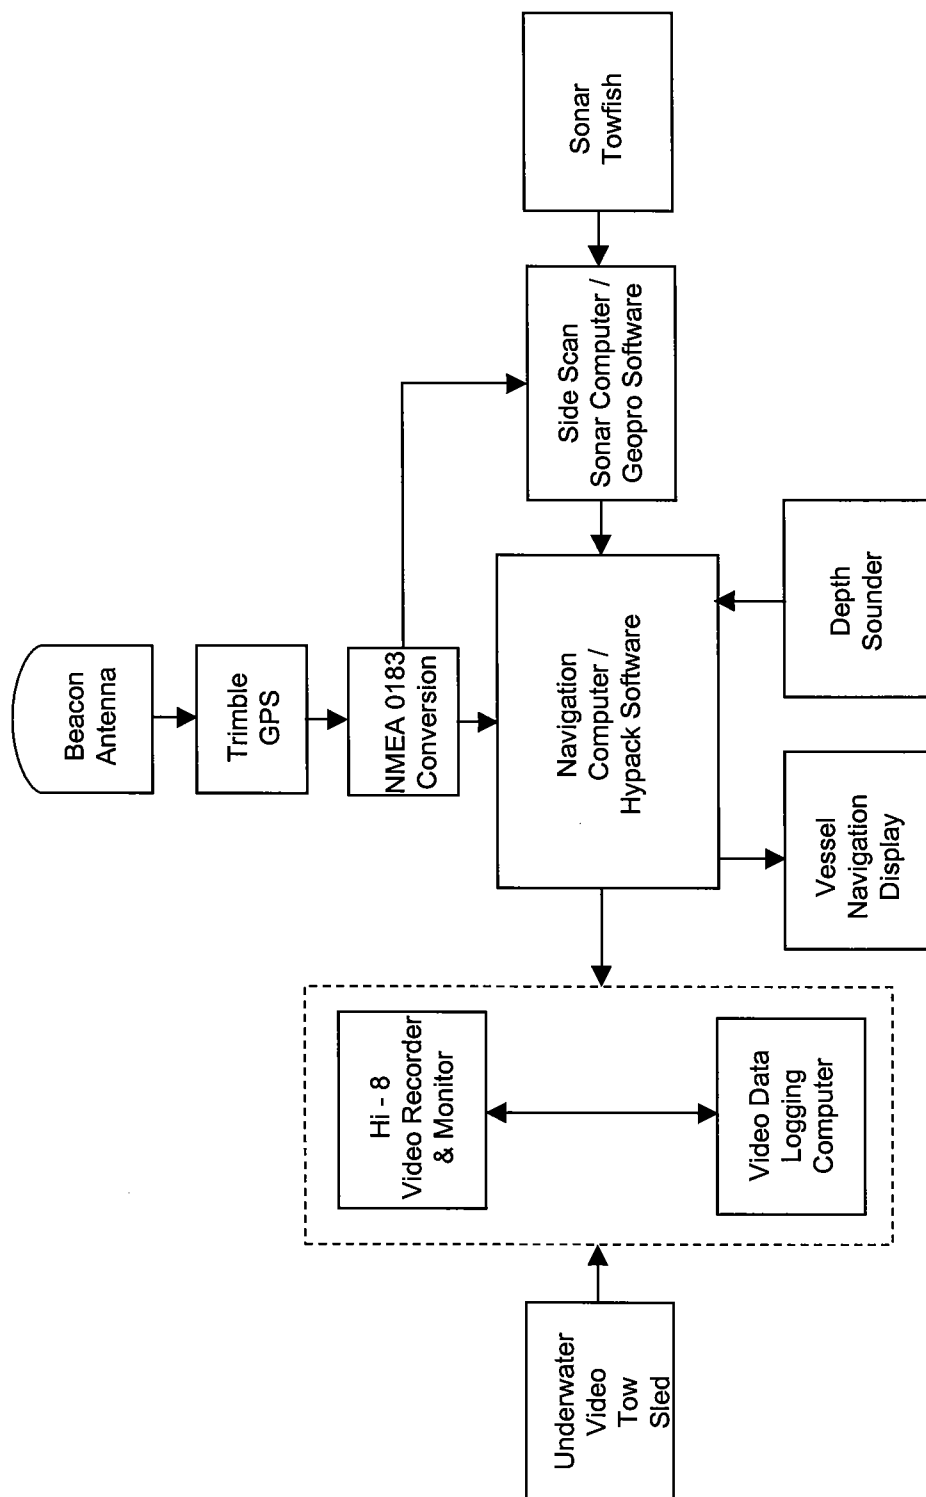 Beacon
Antenna
Trimble
GPS
NMEA 0183
Conversion
Sonar
Towfish
Side Scan
Sonar Computer /
Geopro Software
Navigation
Computer /
Hypack Software
Depth
Sounder
Vessel
Navigation
Display
Hi - 8
Video Recorder
& Monitor
Video Data
Logging
Computer
Underwater
Video
Tow
Sled